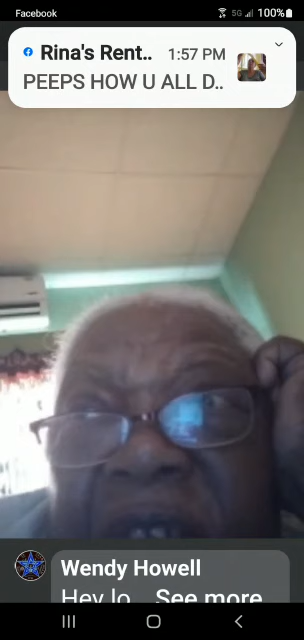 Facebook
5G 100%
Rina's Rent.. 1:57 PM
PEEPS HOW U ALL D..
Wendy Howell
Hey lo... See more